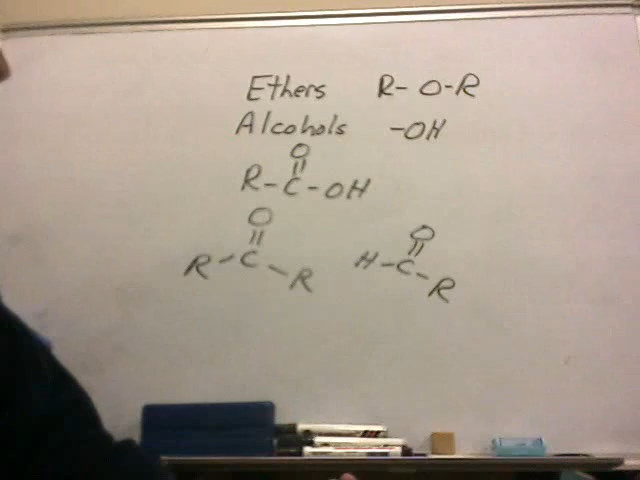 Ethers R-O-R
Alcohols -OH
O
||
R-C-OH
O O
|| ||
R-C-R H-C-R